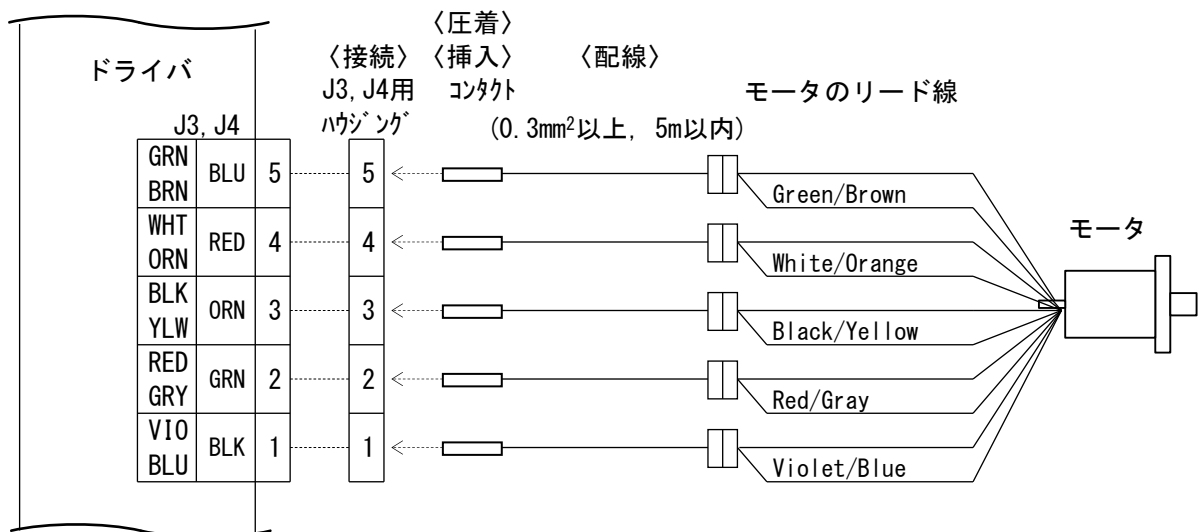 〈圧着〉
〈接続〉 〈挿入〉 〈配線〉
ドライバ
J3, J4用 コンタクト モータのリード線
J3, J4 ハウジング (0.3mm²以上, 5m以内)
GRN
BRN BLU 5 5 Green/Brown
WHT
ORN RED 4 4 White/Orange
モータ
BLK
YLW ORN 3 3 Black/Yellow
RED
GRY GRN 2 2 Red/Gray
VIO
BLU BLK 1 1 Violet/Blue